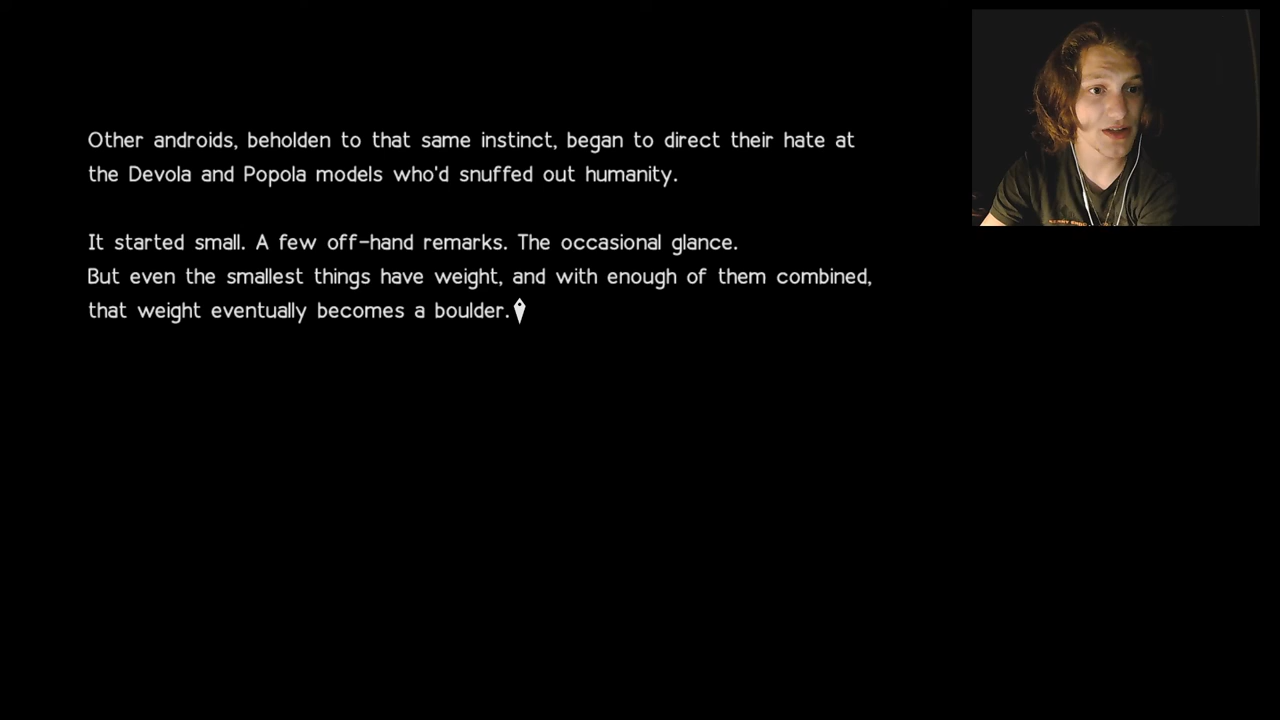 Other androids, beholden to that same instinct, began to direct their hate at
the Devola and Popola models who'd snuffed out humanity.
It started small. A few off-hand remarks. The occasional glance.
But even the smallest things have weight, and with enough of them combined,
that weight eventually becomes a boulder.